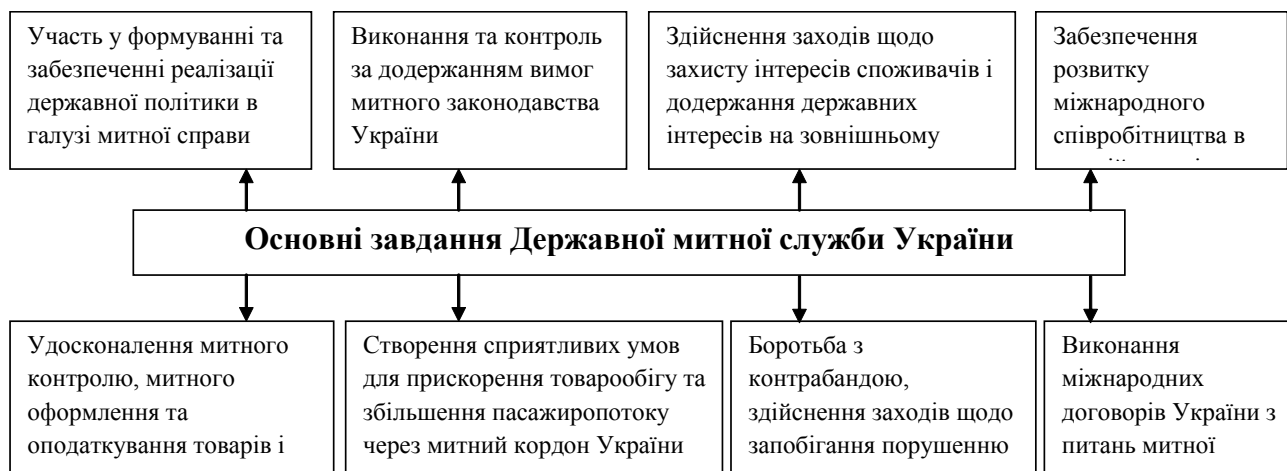 Участь у формуванні та
забезпеченні реалізації
державної політики в
галузі митної справи
Виконання та контроль
за додержанням вимог
митного законодавства
України
Здійснення заходів щодо
захисту інтересів споживачів і
додержання державних
інтересів на зовнішньому
Забезпечення
розвитку
міжнародного
співробітництва в
Основні завдання Державної митної служби України
Удосконалення митного
контролю, митного
оформлення та
оподаткування товарів і
Створення сприятливих умов
для прискорення товарообігу та
збільшення пасажиропотоку
через митний кордон України
Боротьба з
контрабандою,
здійснення заходів щодо
запобігання порушенню
Виконання
міжнародних
договорів України з
питань митної